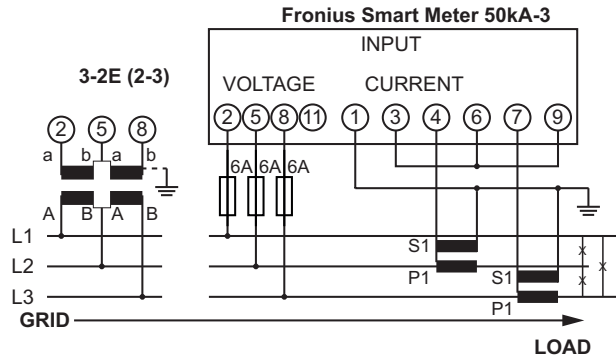 Fronius Smart Meter 50kA-3
INPUT
3-2E (2-3)
VOLTAGE CURRENT
2 5 8 11 1 3 4 6 7 9
2 5 8
a b a b
6A 6A 6A
A B A B
L1
S1
L2
P1
S1
L3
P1
GRID
LOAD
x
x
x